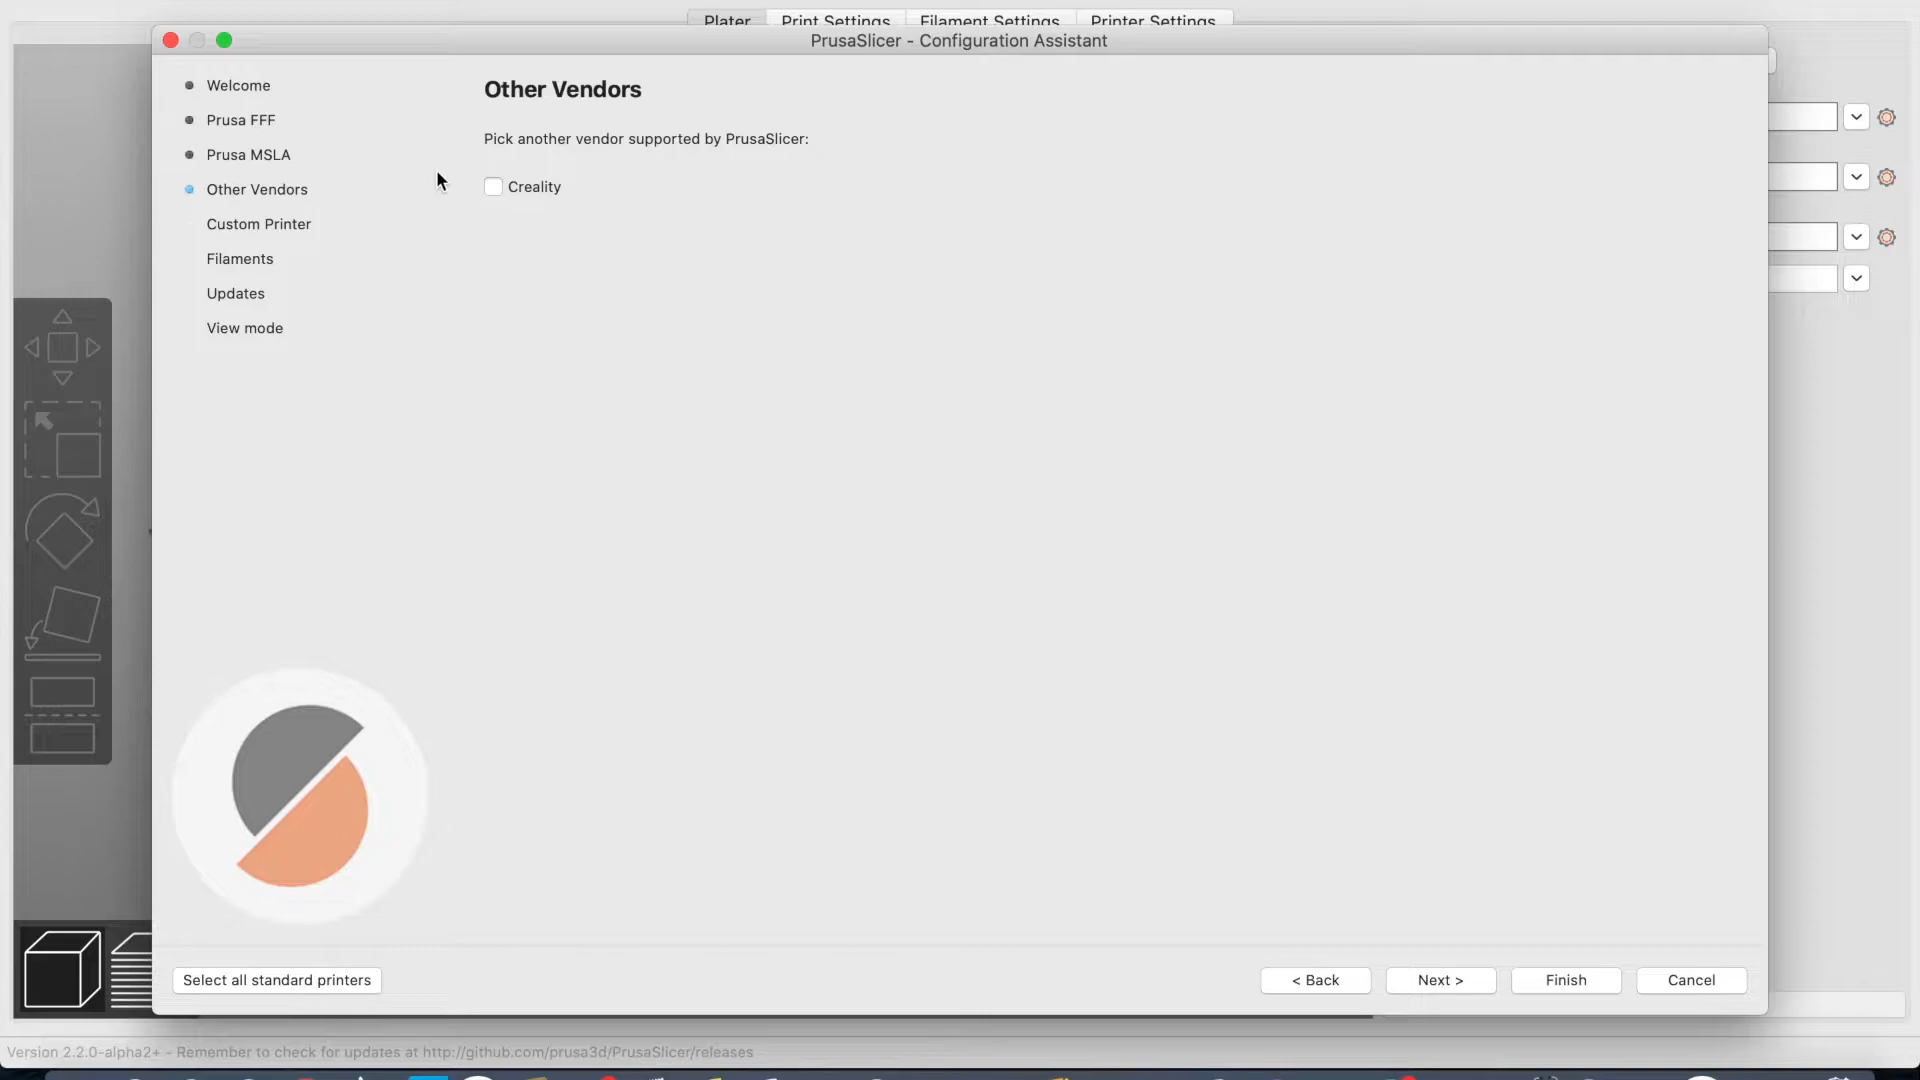 Plater Print Settings Filament Settings Printer Settings
PrusaSlicer - Configuration Assistant
Welcome
Prusa FFF
Prusa MSLA
Other Vendors
Custom Printer
Filaments
Updates
View mode
Other Vendors
Pick another vendor supported by PrusaSlicer:
Creality
Select all standard printers
< Back
Next >
Finish
Cancel
Version 2.2.0-alpha2+ - Remember to check for updates at http://github.com/prusa3d/PrusaSlicer/releases